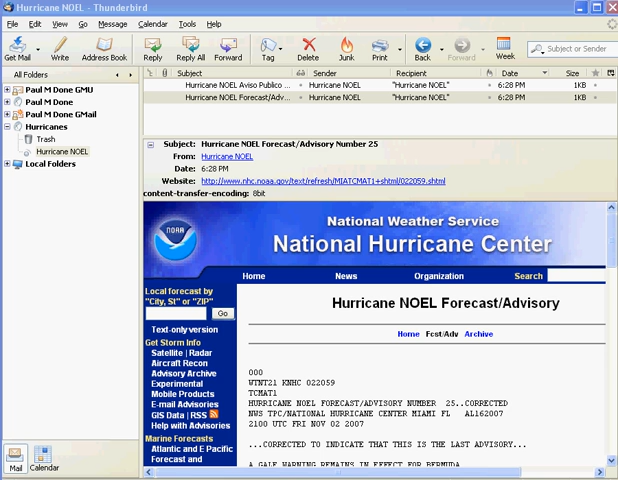 Hurricane NOEL - Thunderbird
File Edit View Go Message Calendar Tools Help
Get Mail Write Address Book Reply Reply All Forward Tag Delete Junk Print Back Forward Week Subject or Sender
All Folders
Paul M Done GMU
Paul M Done
Paul M Done GMail
Hurricanes
Trash
Hurricane NOEL
Local Folders
Subject Sender Recipient Date Size
Hurricane NOEL Aviso Publico ... Hurricane NOEL "Hurricane NOEL" 6:28 PM 1KB
Hurricane NOEL Forecast/Adv... Hurricane NOEL "Hurricane NOEL" 6:28 PM 1KB
Subject: Hurricane NOEL Forecast/Advisory Number 25
From: Hurricane NOEL
Date: 6:28 PM
Website: http://www.nhc.noaa.gov/text/refresh/MIATCMAT1+shtml/022059.shtml
content-transfer-encoding: 8bit
NOAA
National Weather Service
National Hurricane Center
Home News Organization Search
Local forecast by
"City, St" or "ZIP"
Go
Text-only version
Get Storm Info
Satellite | Radar
Aircraft Recon
Advisory Archive
Experimental
Mobile Products
E-mail Advisories
GIS Data | RSS
Help with Advisories
Marine Forecasts
Atlantic and E Pacific
Forecast and
Hurricane NOEL Forecast/Advisory
Home Fcst/Adv Archive
000
WTNT21 KNHC 022059
TCMAT1
HURRICANE NOEL FORECAST/ADVISORY NUMBER 25..CORRECTED
NWS TPC/NATIONAL HURRICANE CENTER MIAMI FL AL162007
2100 UTC FRI NOV 02 2007
...CORRECTED TO INDICATE THAT THIS IS THE LAST ADVISORY...
A GALE WARNING REMAINS IN EFFECT FOR BERMUDA
Mail Calendar